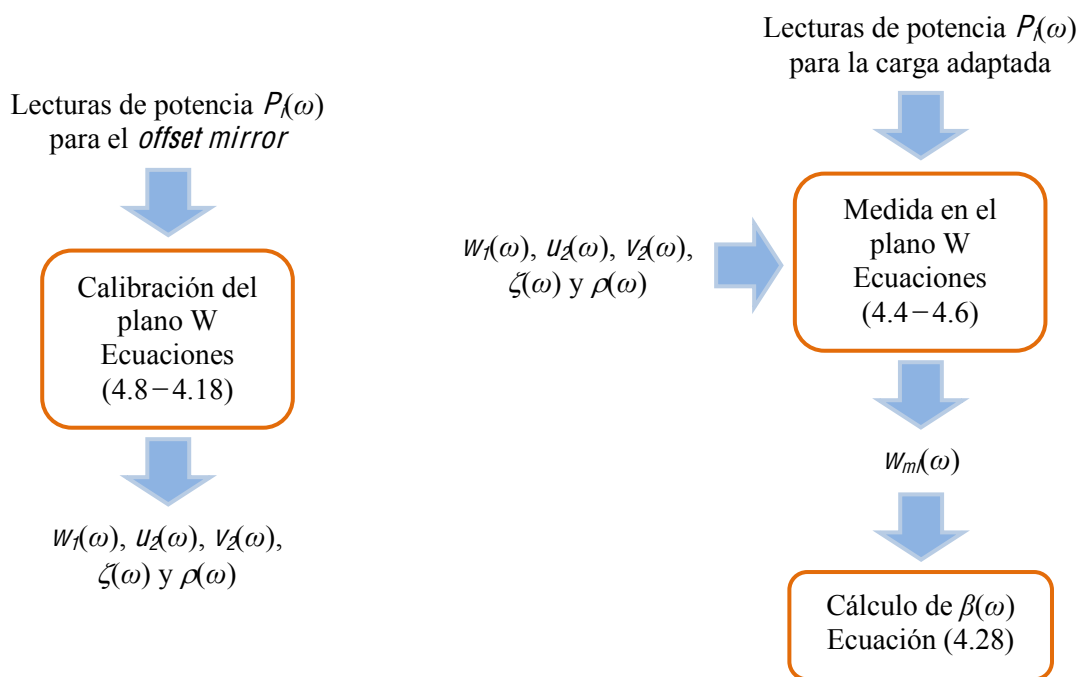 Lecturas de potencia Pᵢ(ω)
para el offset mirror
Calibración del
plano W
Ecuaciones
(4.8−4.18)
w₁(ω), u₂(ω), v₂(ω),
ζ(ω) y ρ(ω)
Lecturas de potencia Pᵢ(ω)
para la carga adaptada
w₁(ω), u₂(ω), v₂(ω),
ζ(ω) y ρ(ω)
Medida en el
plano W
Ecuaciones
(4.4−4.6)
wₘₗ(ω)
Cálculo de β(ω)
Ecuación (4.28)